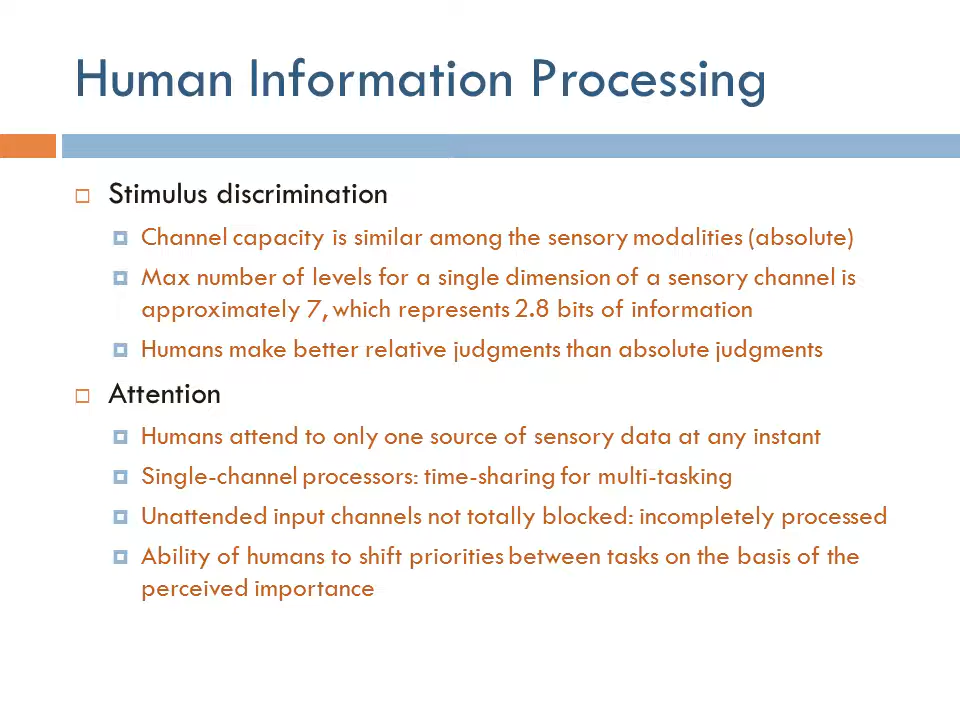 Human Information Processing
Stimulus discrimination
Channel capacity is similar among the sensory modalities (absolute)
Max number of levels for a single dimension of a sensory channel is
approximately 7, which represents 2.8 bits of information
Humans make better relative judgments than absolute judgments
Attention
Humans attend to only one source of sensory data at any instant
Single-channel processors: time-sharing for multi-tasking
Unattended input channels not totally blocked: incompletely processed
Ability of humans to shift priorities between tasks on the basis of the
perceived importance